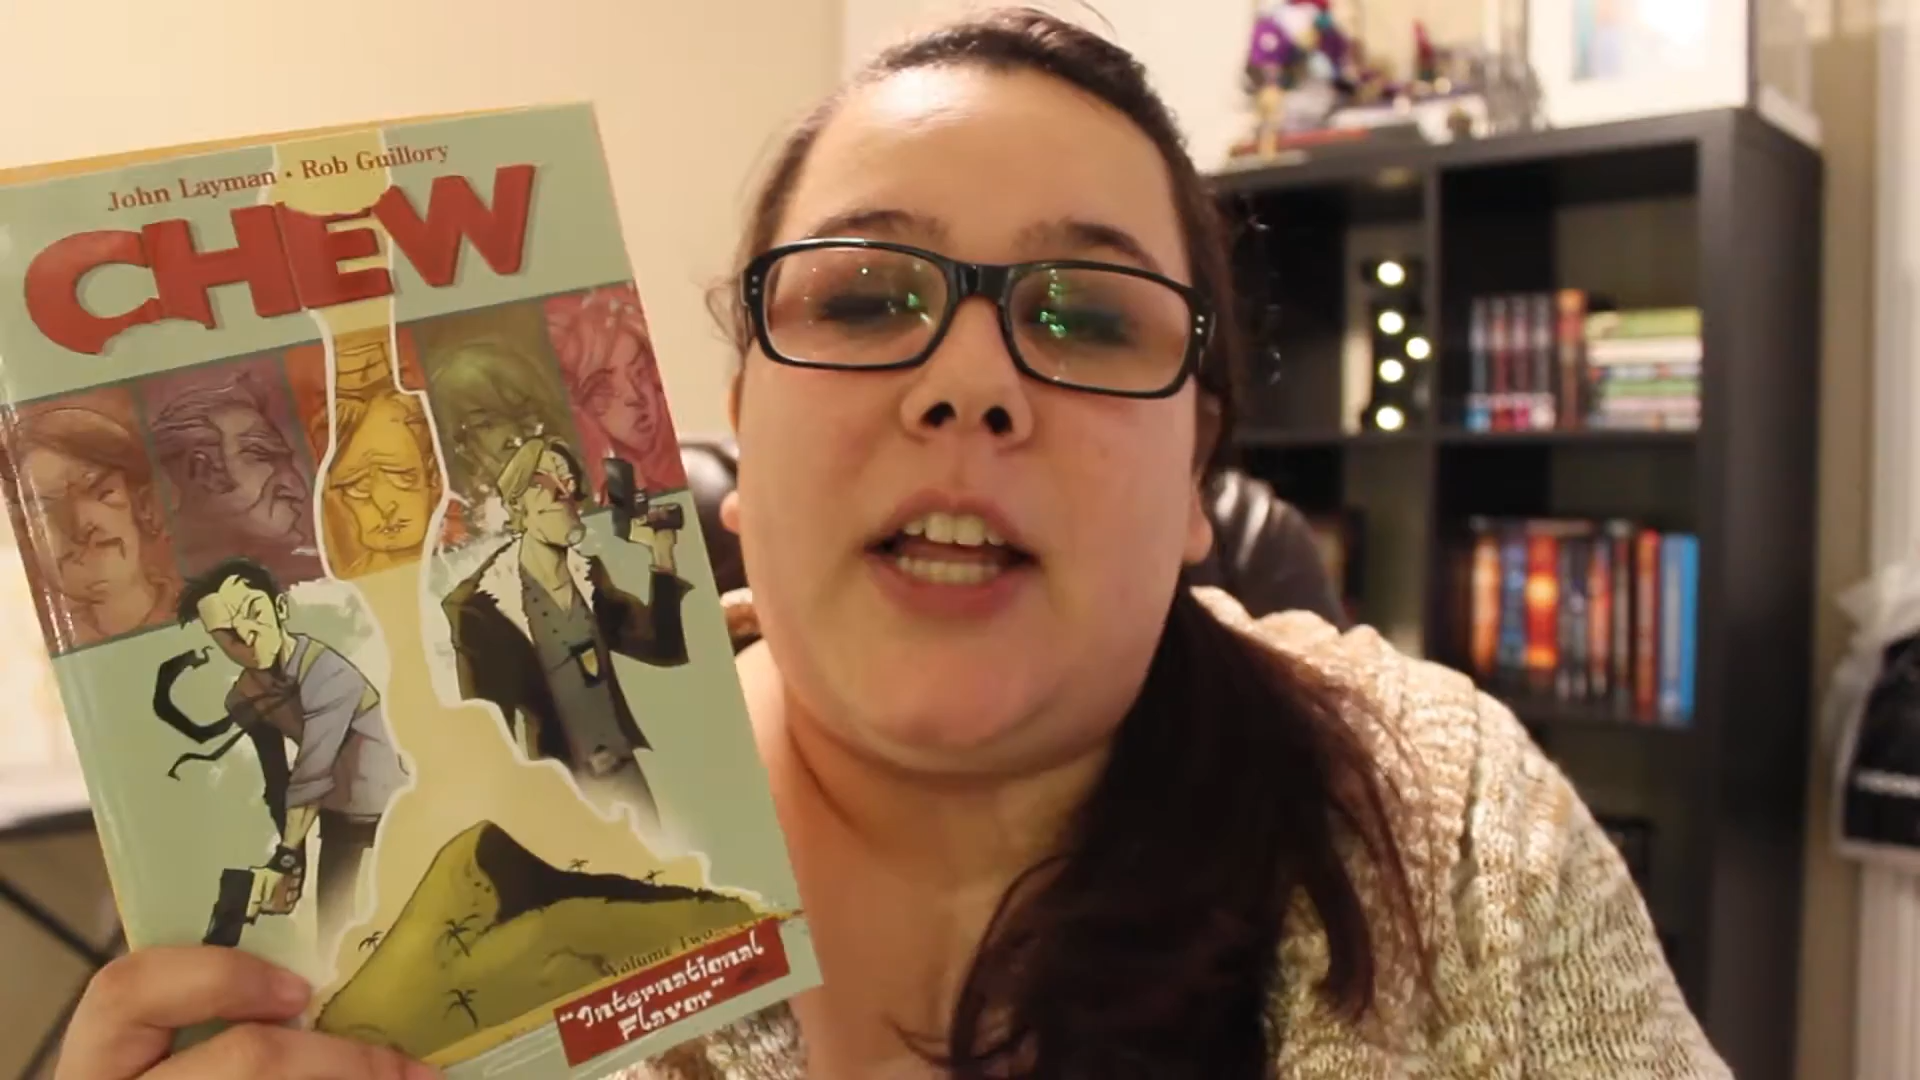 John Layman • Rob Guillory
CHEW
Volume Two
"International
Flavor"